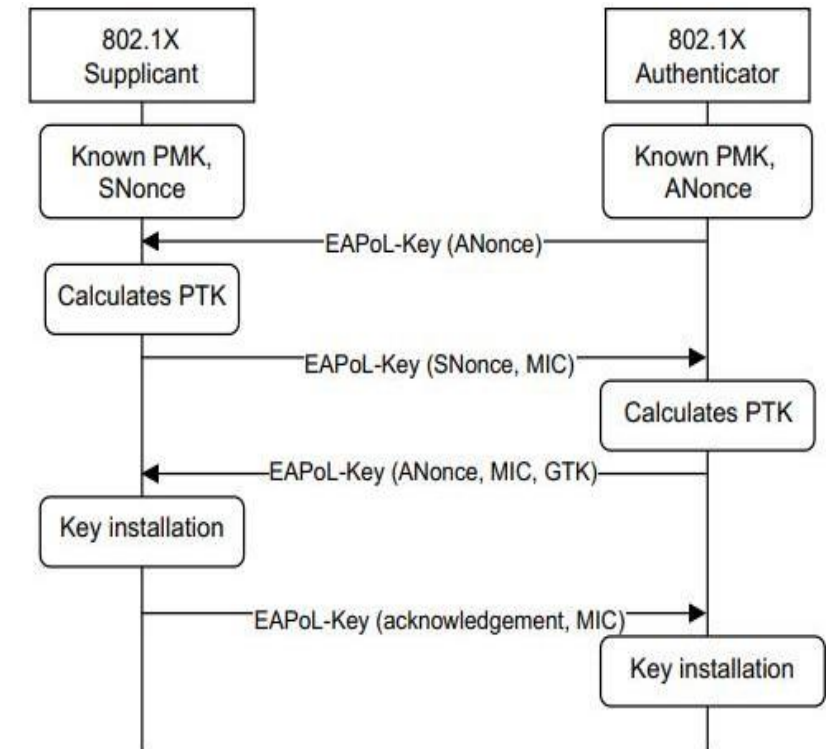 802.1X
Supplicant
802.1X
Authenticator
Known PMK,
SNonce
Known PMK,
ANonce
EAPoL-Key (ANonce)
Calculates PTK
EAPoL-Key (SNonce, MIC)
Calculates PTK
EAPoL-Key (ANonce, MIC, GTK)
Key installation
EAPoL-Key (acknowledgement, MIC)
Key installation